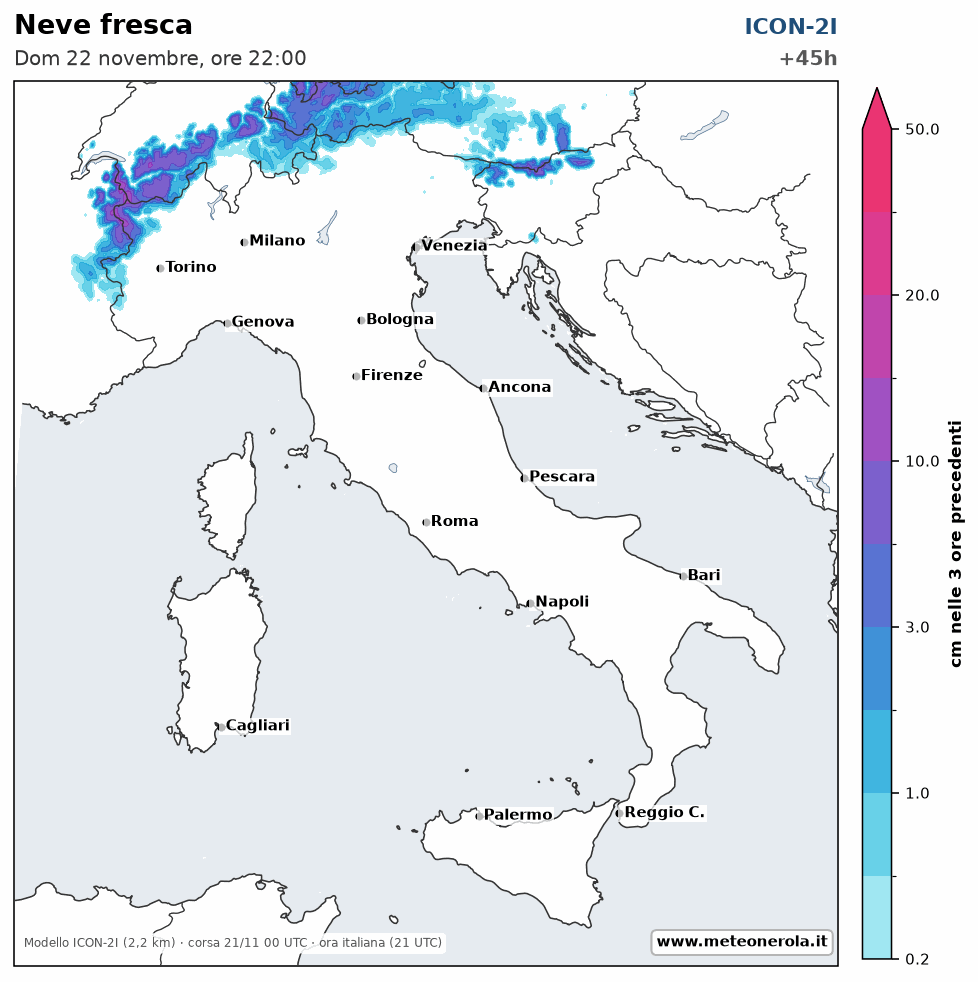 Neve fresca
ICON-2I
Dom 22 novembre, ore 22:00
+45h
Milano
Venezia
Torino
Genova
Bologna
Firenze
Ancona
Pescara
Roma
Bari
Napoli
Cagliari
Palermo
Reggio C.
50.0
20.0
10.0
3.0
1.0
0.2
cm nelle 3 ore precedenti
Modello ICON-2I (2,2 km) · corsa 21/11 00 UTC · ora italiana (21 UTC)
www.meteonerola.it